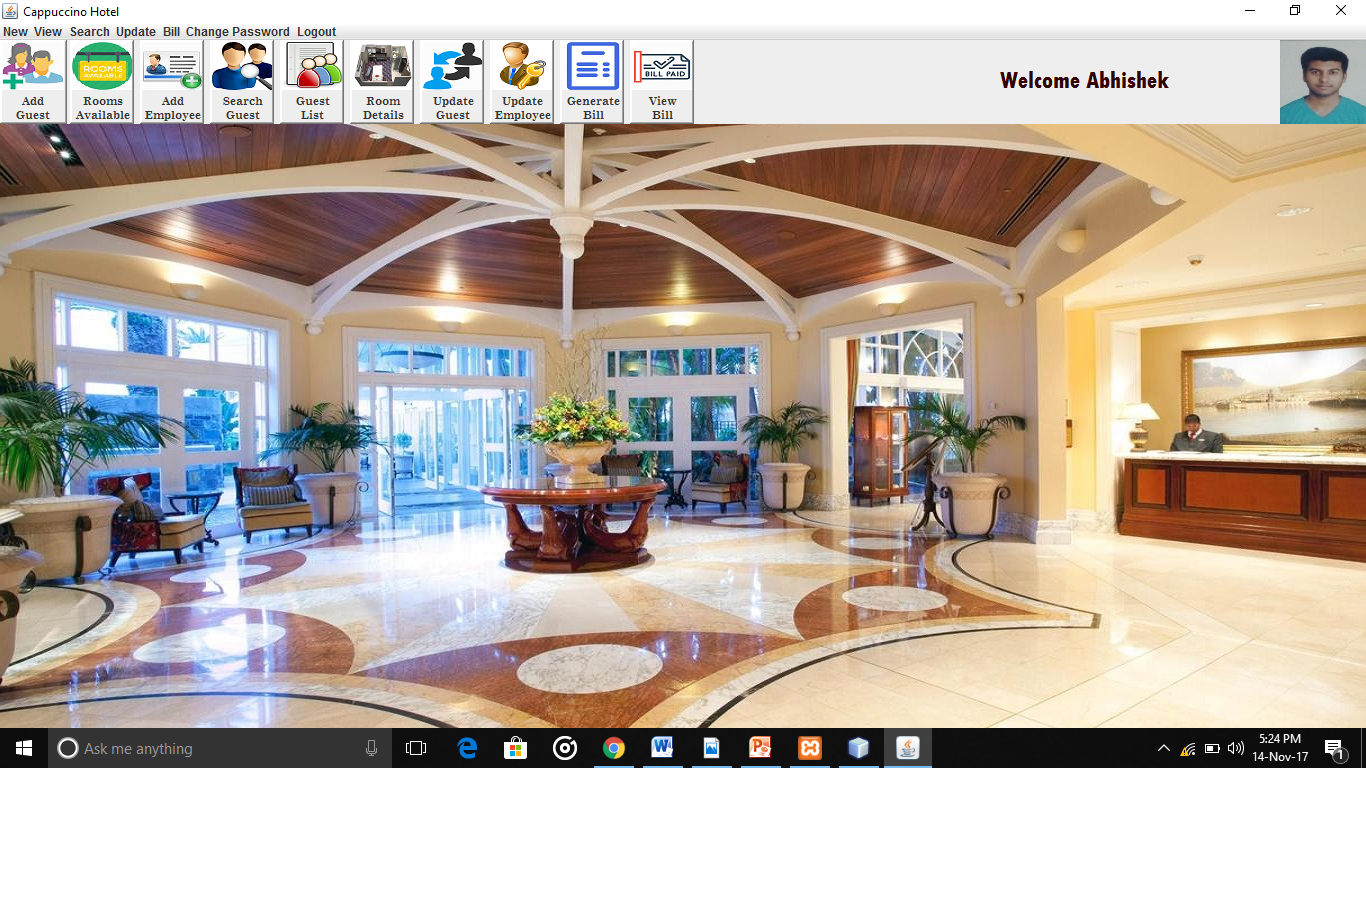 Cappuccino Hotel
New View Search Update Bill Change Password Logout
ROOMS
AVAILABLE
BILL PAID
Add
Guest
Rooms
Available
Add
Employee
Search
Guest
Guest
List
Room
Details
Update
Guest
Update
Employee
Generate
Bill
View
Bill
Welcome Abhishek
Ask me anything
5:24 PM
14-Nov-17
1